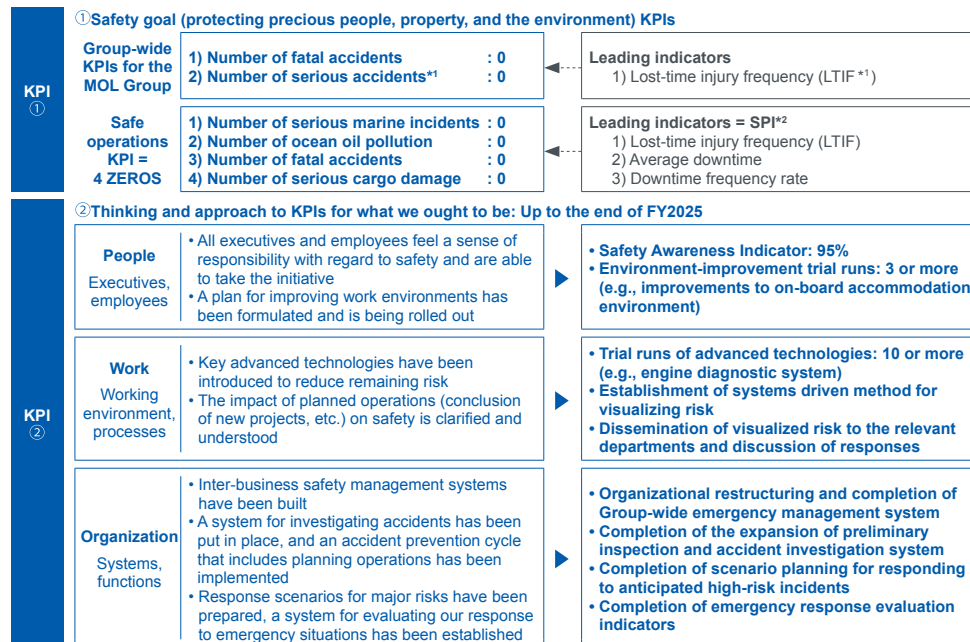 ①Safety goal (protecting precious people, property, and the environment) KPIs
KPI
①
Group-wide
KPIs for the
MOL Group
1) Number of fatal accidents : 0
2) Number of serious accidents*1 : 0
Leading indicators
1) Lost-time injury frequency (LTIF *1)
Safe
operations
KPI =
4 ZEROS
1) Number of serious marine incidents : 0
2) Number of ocean oil pollution : 0
3) Number of fatal accidents : 0
4) Number of serious cargo damage : 0
Leading indicators = SPI*2
1) Lost-time injury frequency (LTIF)
2) Average downtime
3) Downtime frequency rate
②Thinking and approach to KPIs for what we ought to be: Up to the end of FY2025
KPI
②
People
Executives,
employees
• All executives and employees feel a sense of
responsibility with regard to safety and are able
to take the initiative
• A plan for improving work environments has
been formulated and is being rolled out
• Safety Awareness Indicator: 95%
• Environment-improvement trial runs: 3 or more
(e.g., improvements to on-board accommodation
environment)
Work
Working
environment,
processes
• Key advanced technologies have been
introduced to reduce remaining risk
• The impact of planned operations (conclusion
of new projects, etc.) on safety is clarified and
understood
• Trial runs of advanced technologies: 10 or more
(e.g., engine diagnostic system)
• Establishment of systems driven method for
visualizing risk
• Dissemination of visualized risk to the relevant
departments and discussion of responses
Organization
Systems,
functions
• Inter-business safety management systems
have been built
• A system for investigating accidents has been
put in place, and an accident prevention cycle
that includes planning operations has been
implemented
• Response scenarios for major risks have been
prepared, a system for evaluating our response
to emergency situations has been established
• Organizational restructuring and completion of
Group-wide emergency management system
• Completion of the expansion of preliminary
inspection and accident investigation system
• Completion of scenario planning for responding
to anticipated high-risk incidents
• Completion of emergency response evaluation
indicators